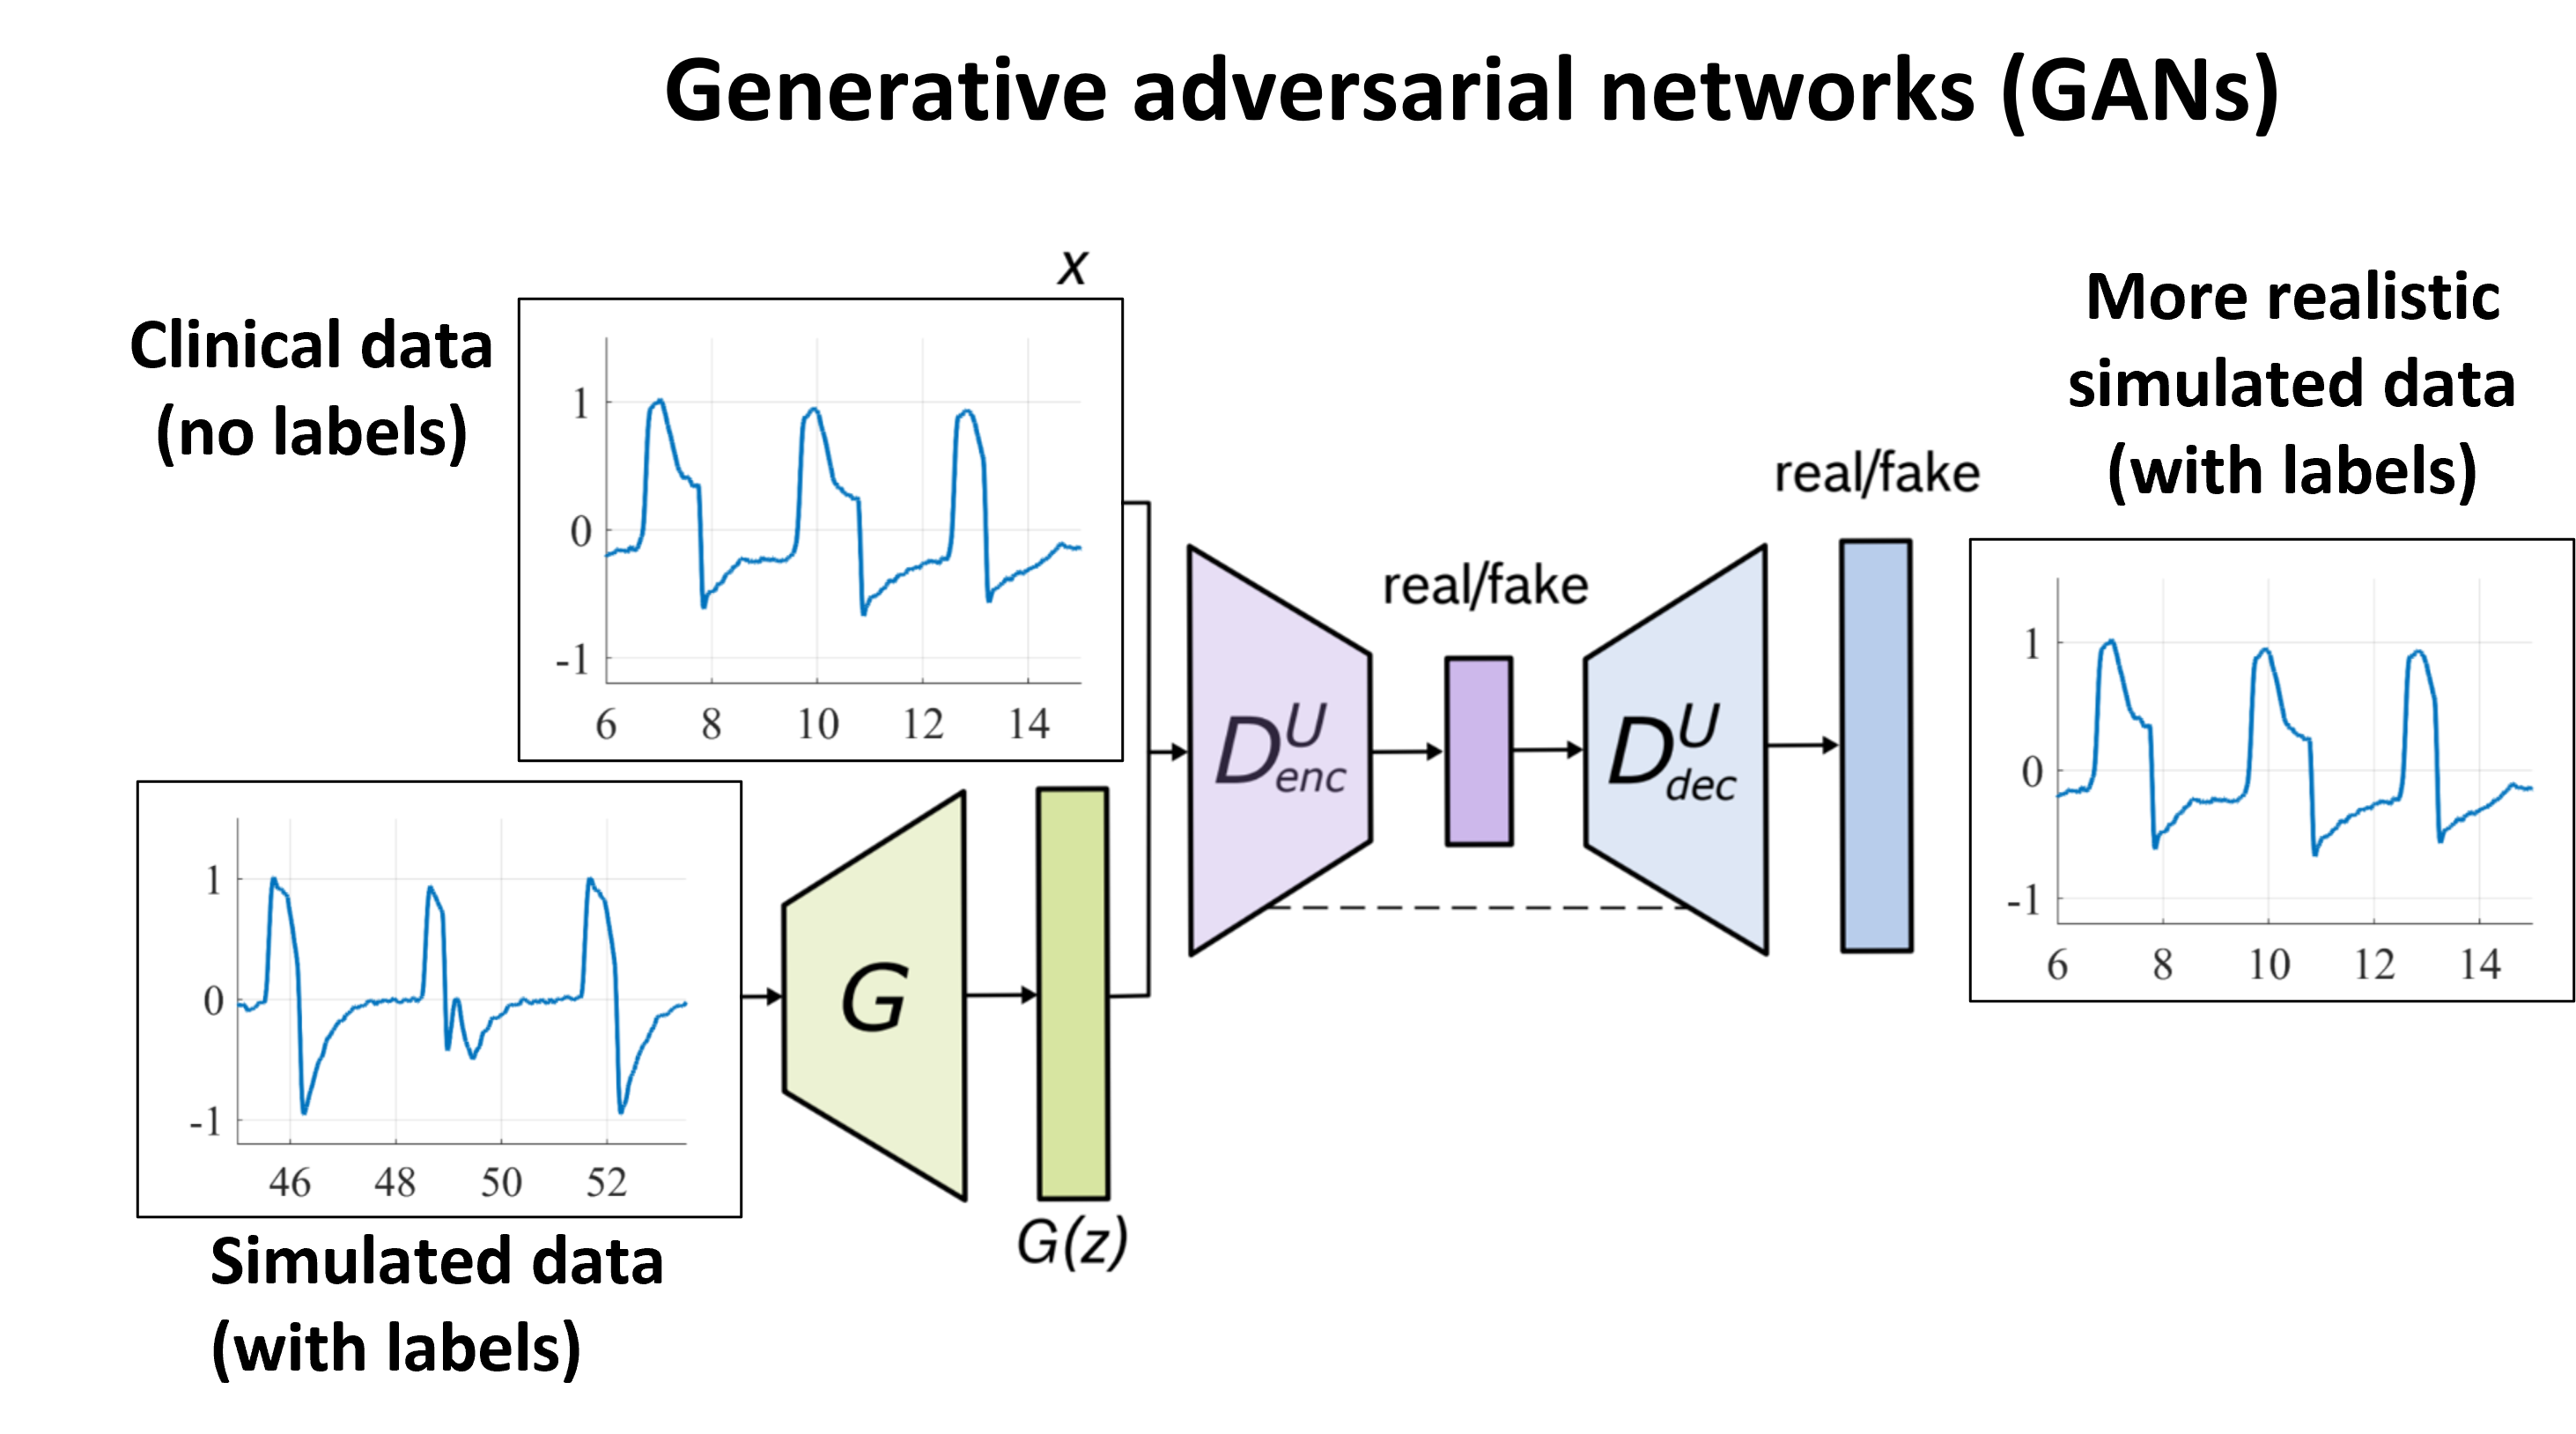 Generative adversarial networks (GANs)
x
Clinical data
(no labels)
1
0
-1
6 8 10 12 14
Simulated data
(with labels)
1
0
-1
46 48 50 52
G
G(z)
D^U_enc
real/fake
D^U_dec
real/fake
More realistic
simulated data
(with labels)
1
0
-1
6 8 10 12 14